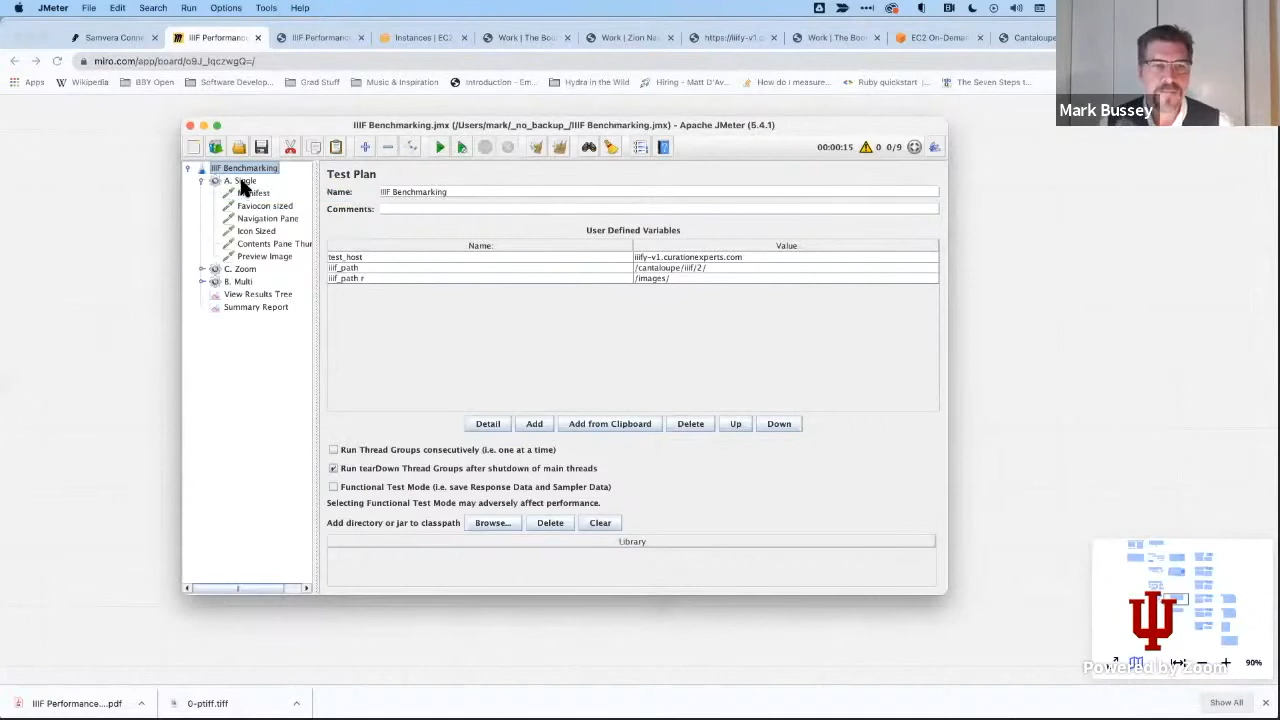 JMeter File Edit Search Run Options Tools Help
Samvera Conne
IIIF Performance
IIIF Performanc
Instances | EC2
Work | The Bou
Work | Zion Na
https://iiify-v1.c
Work | The Bou
EC2 On-Demand
Cantaloupe
miro.com/app/board/o9J_lqczwgQ=/
Apps Wikipedia BBY Open Software Develop... Grad Stuff Music & Inspiration Introduction - Em... Hydra in the Wild Hiring - Matt D'Av... How do i measure... Ruby quickstart | The Seven Steps t...
Mark Bussey
IIIF Benchmarking.jmx (/Users/mark/_no_backup_/IIIF Benchmarking.jmx) - Apache JMeter (5.4.1)
00:00:15 0 0/9
IIIF Benchmarking
A. Single
Manifest
Favicon sized
Navigation Pane
Icon Sized
Contents Pane Thur
Preview Image
C. Zoom
B. Multi
View Results Tree
Summary Report
Test Plan
Name: IIIF Benchmarking
Comments:
User Defined Variables
Name: Value
test_host iiify-v1.curationexperts.com
iiif_path /cantaloupe/iiif/2/
iiif_path r /images/
Detail Add Add from Clipboard Delete Up Down
Run Thread Groups consecutively (i.e. one at a time)
Run tearDown Thread Groups after shutdown of main threads
Functional Test Mode (i.e. save Response Data and Sampler Data)
Selecting Functional Test Mode may adversely affect performance.
Add directory or jar to classpath Browse... Delete Clear
Library
90%
Powered by Zoom
IIIF Performance....pdf 0-ptiff.tiff Show All